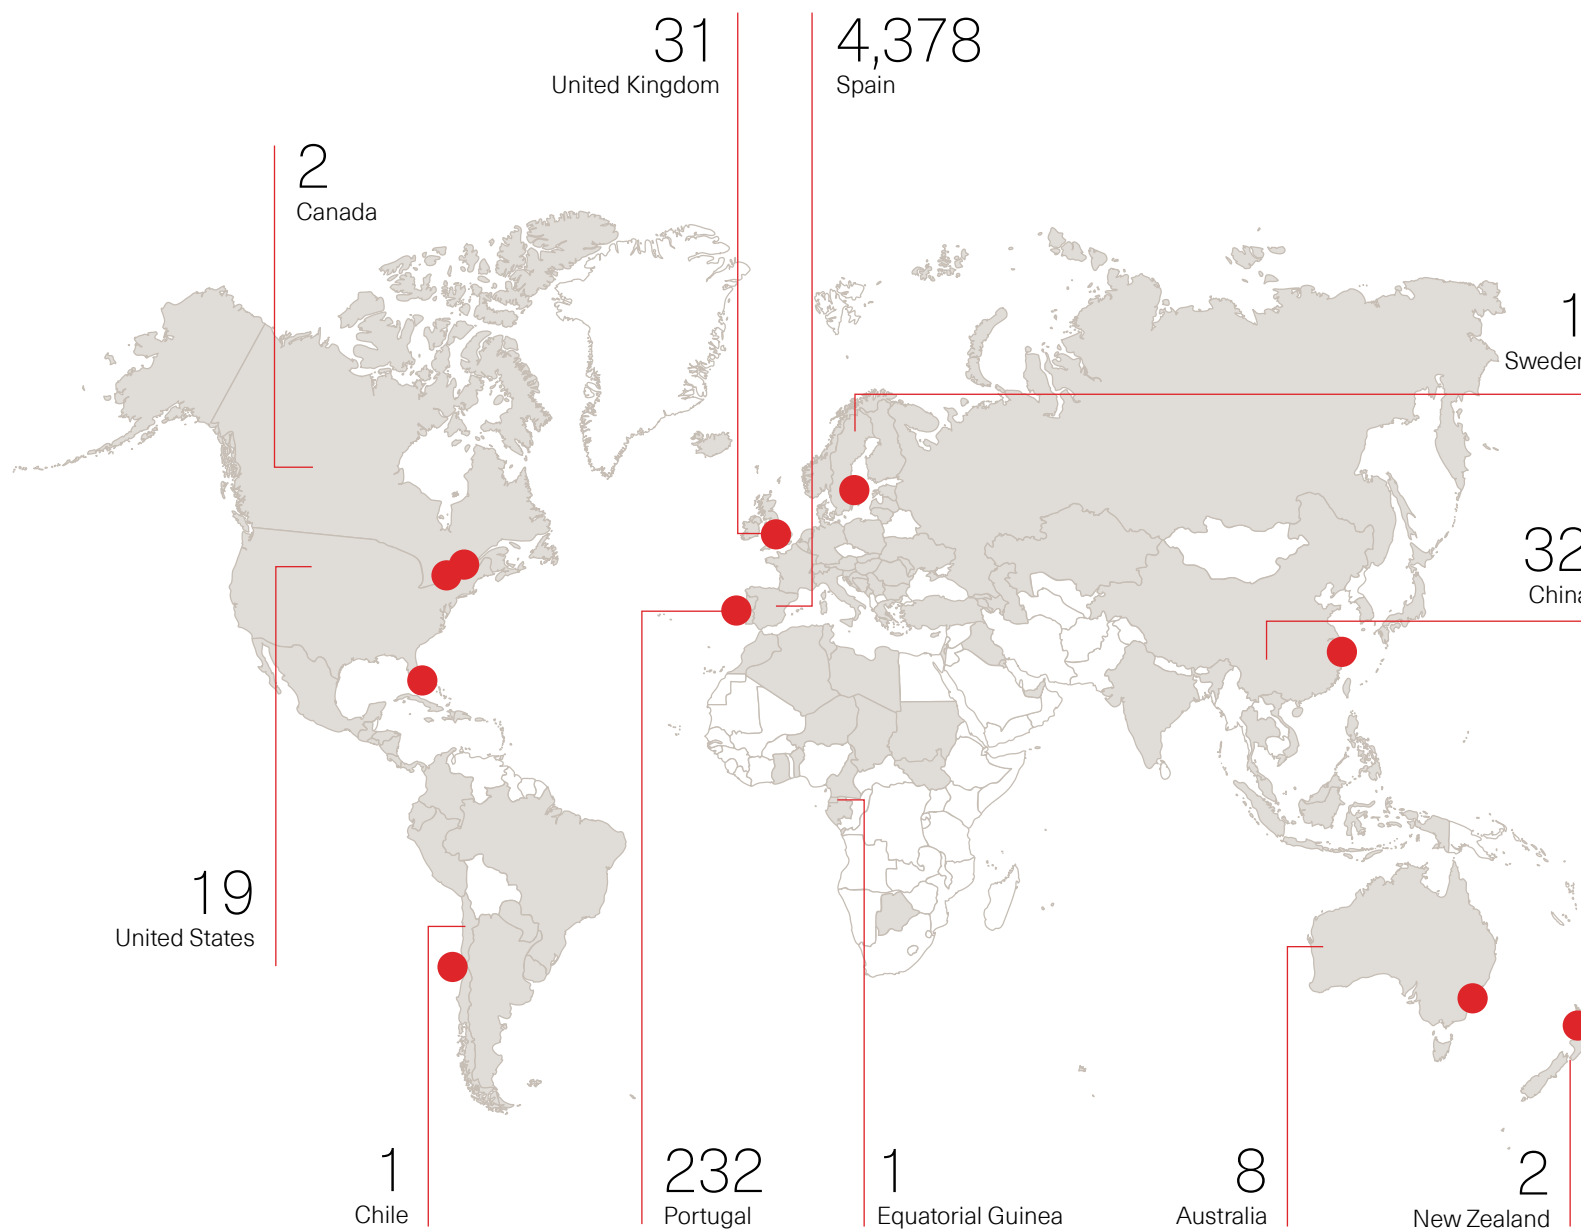 31
United Kingdom
4,378
Spain
2
Canada
1
Sweden
32
China
19
United States
1
Chile
232
Portugal
1
Equatorial Guinea
8
Australia
2
New Zealand